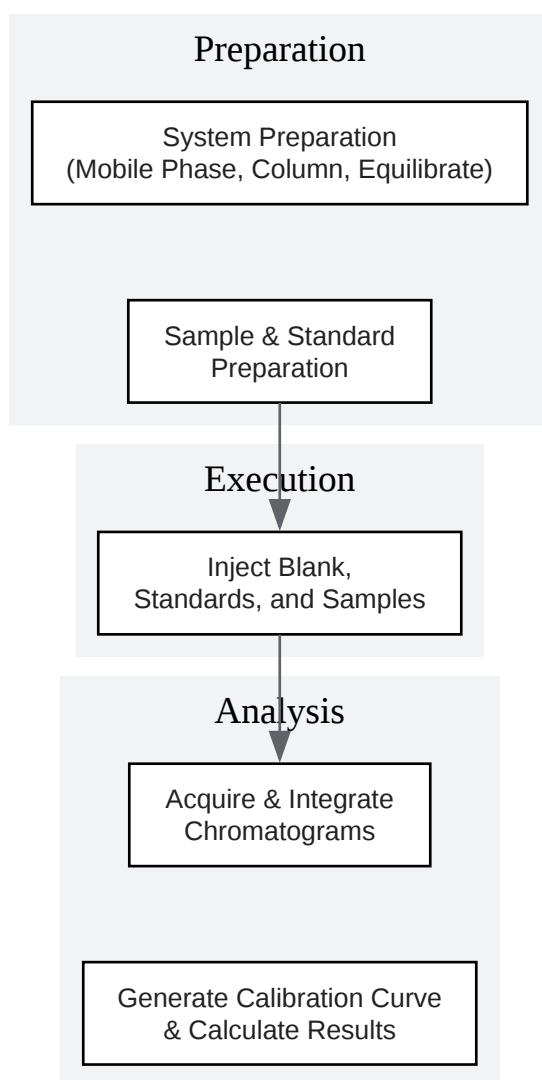 Preparation
System Preparation
(Mobile Phase, Column, Equilibrate)
Sample & Standard
Preparation
Execution
Inject Blank,
Standards, and Samples
Analysis
Acquire & Integrate
Chromatograms
Generate Calibration Curve
& Calculate Results